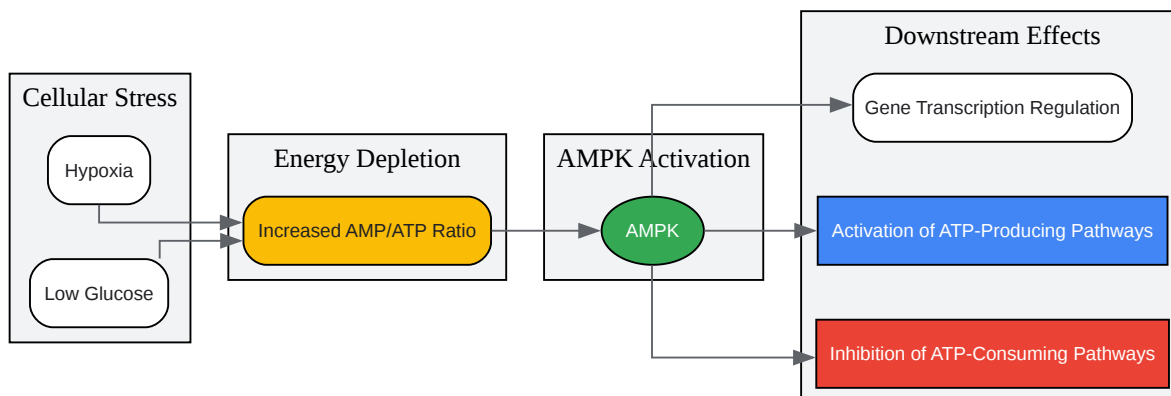 Cellular Stress
Hypoxia
Low Glucose
Energy Depletion
Increased AMP/ATP Ratio
AMPK Activation
AMPK
Downstream Effects
Gene Transcription Regulation
Activation of ATP-Producing Pathways
Inhibition of ATP-Consuming Pathways